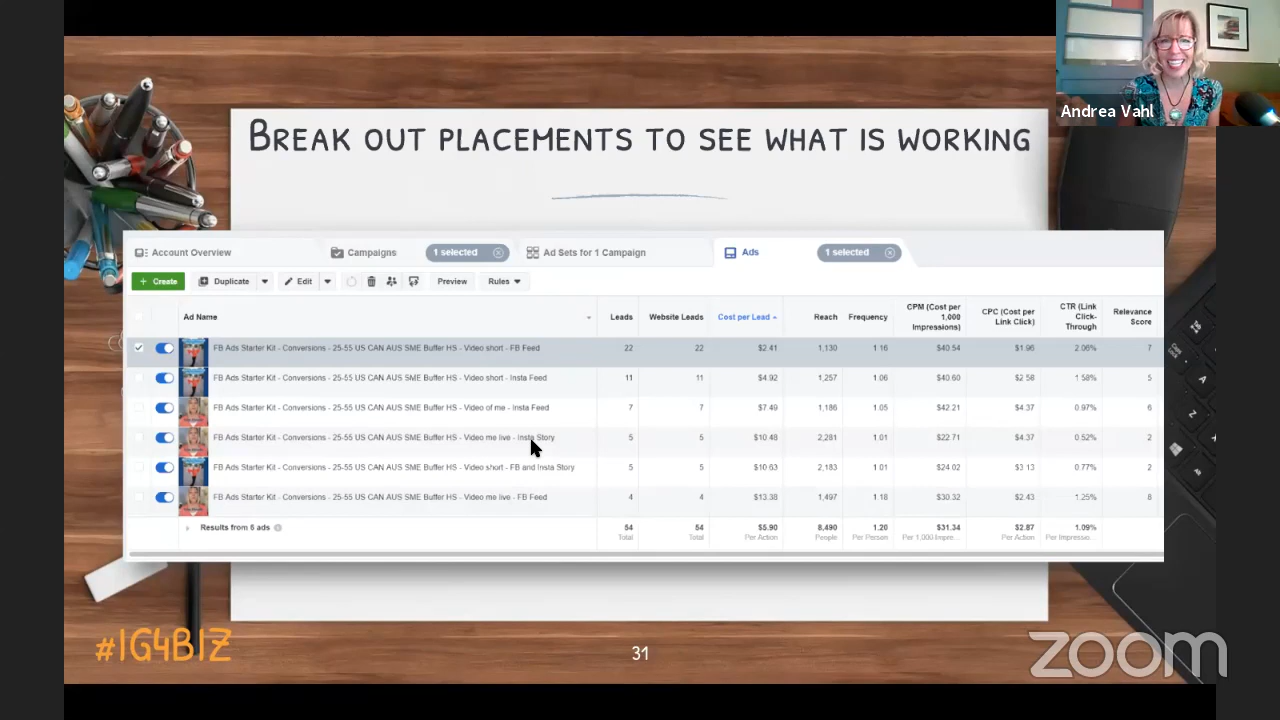 Andrea Vahl
BREAK OUT PLACEMENTS TO SEE WHAT IS WORKING
Account Overview Campaigns 1 selected Ad Sets for 1 Campaign Ads 1 selected
+ Create Duplicate Edit Preview Rules
Ad Name Leads Website Leads Cost per Lead Reach Frequency CPM (Cost per 1,000 Impressions) CPC (Cost per Link Click) CTR (Link Click-Through Relevance Score
FB Ads Starter Kit - Conversions - 25-55 US CAN AUS SME Buffer HS - Video short - FB Feed 22 22 $2.41 1,130 1.16 $40.54 $1.96 2.06% 7
FB Ads Starter Kit - Conversions - 25-55 US CAN AUS SME Buffer HS - Video short - Insta Feed 11 11 $4.92 1,257 1.06 $40.60 $2.58 1.58% 5
FB Ads Starter Kit - Conversions - 25-55 US CAN AUS SME Buffer HS - Video of me - Insta Feed 7 7 $7.49 1,186 1.05 $42.21 $4.37 0.97% 6
FB Ads Starter Kit - Conversions - 25-55 US CAN AUS SME Buffer HS - Video me live - Insta Story 5 5 $10.48 2,281 1.01 $22.71 $4.37 0.52% 2
FB Ads Starter Kit - Conversions - 25-55 US CAN AUS SME Buffer HS - Video short - FB and Insta Story 5 5 $10.63 2,183 1.01 $24.02 $3.13 0.77% 2
FB Ads Starter Kit - Conversions - 25-55 US CAN AUS SME Buffer HS - Video me live - FB Feed 4 4 $13.38 1,497 1.18 $30.32 $2.43 1.25% 8
Results from 6 ads 54 54 $5.90 8,490 1.20 $31.34 $2.87 1.09%
Total Total Per Action People Per Person Per 1,000 Impre... Per Action Per Impressio...
#IG4BIZ
31
zoom